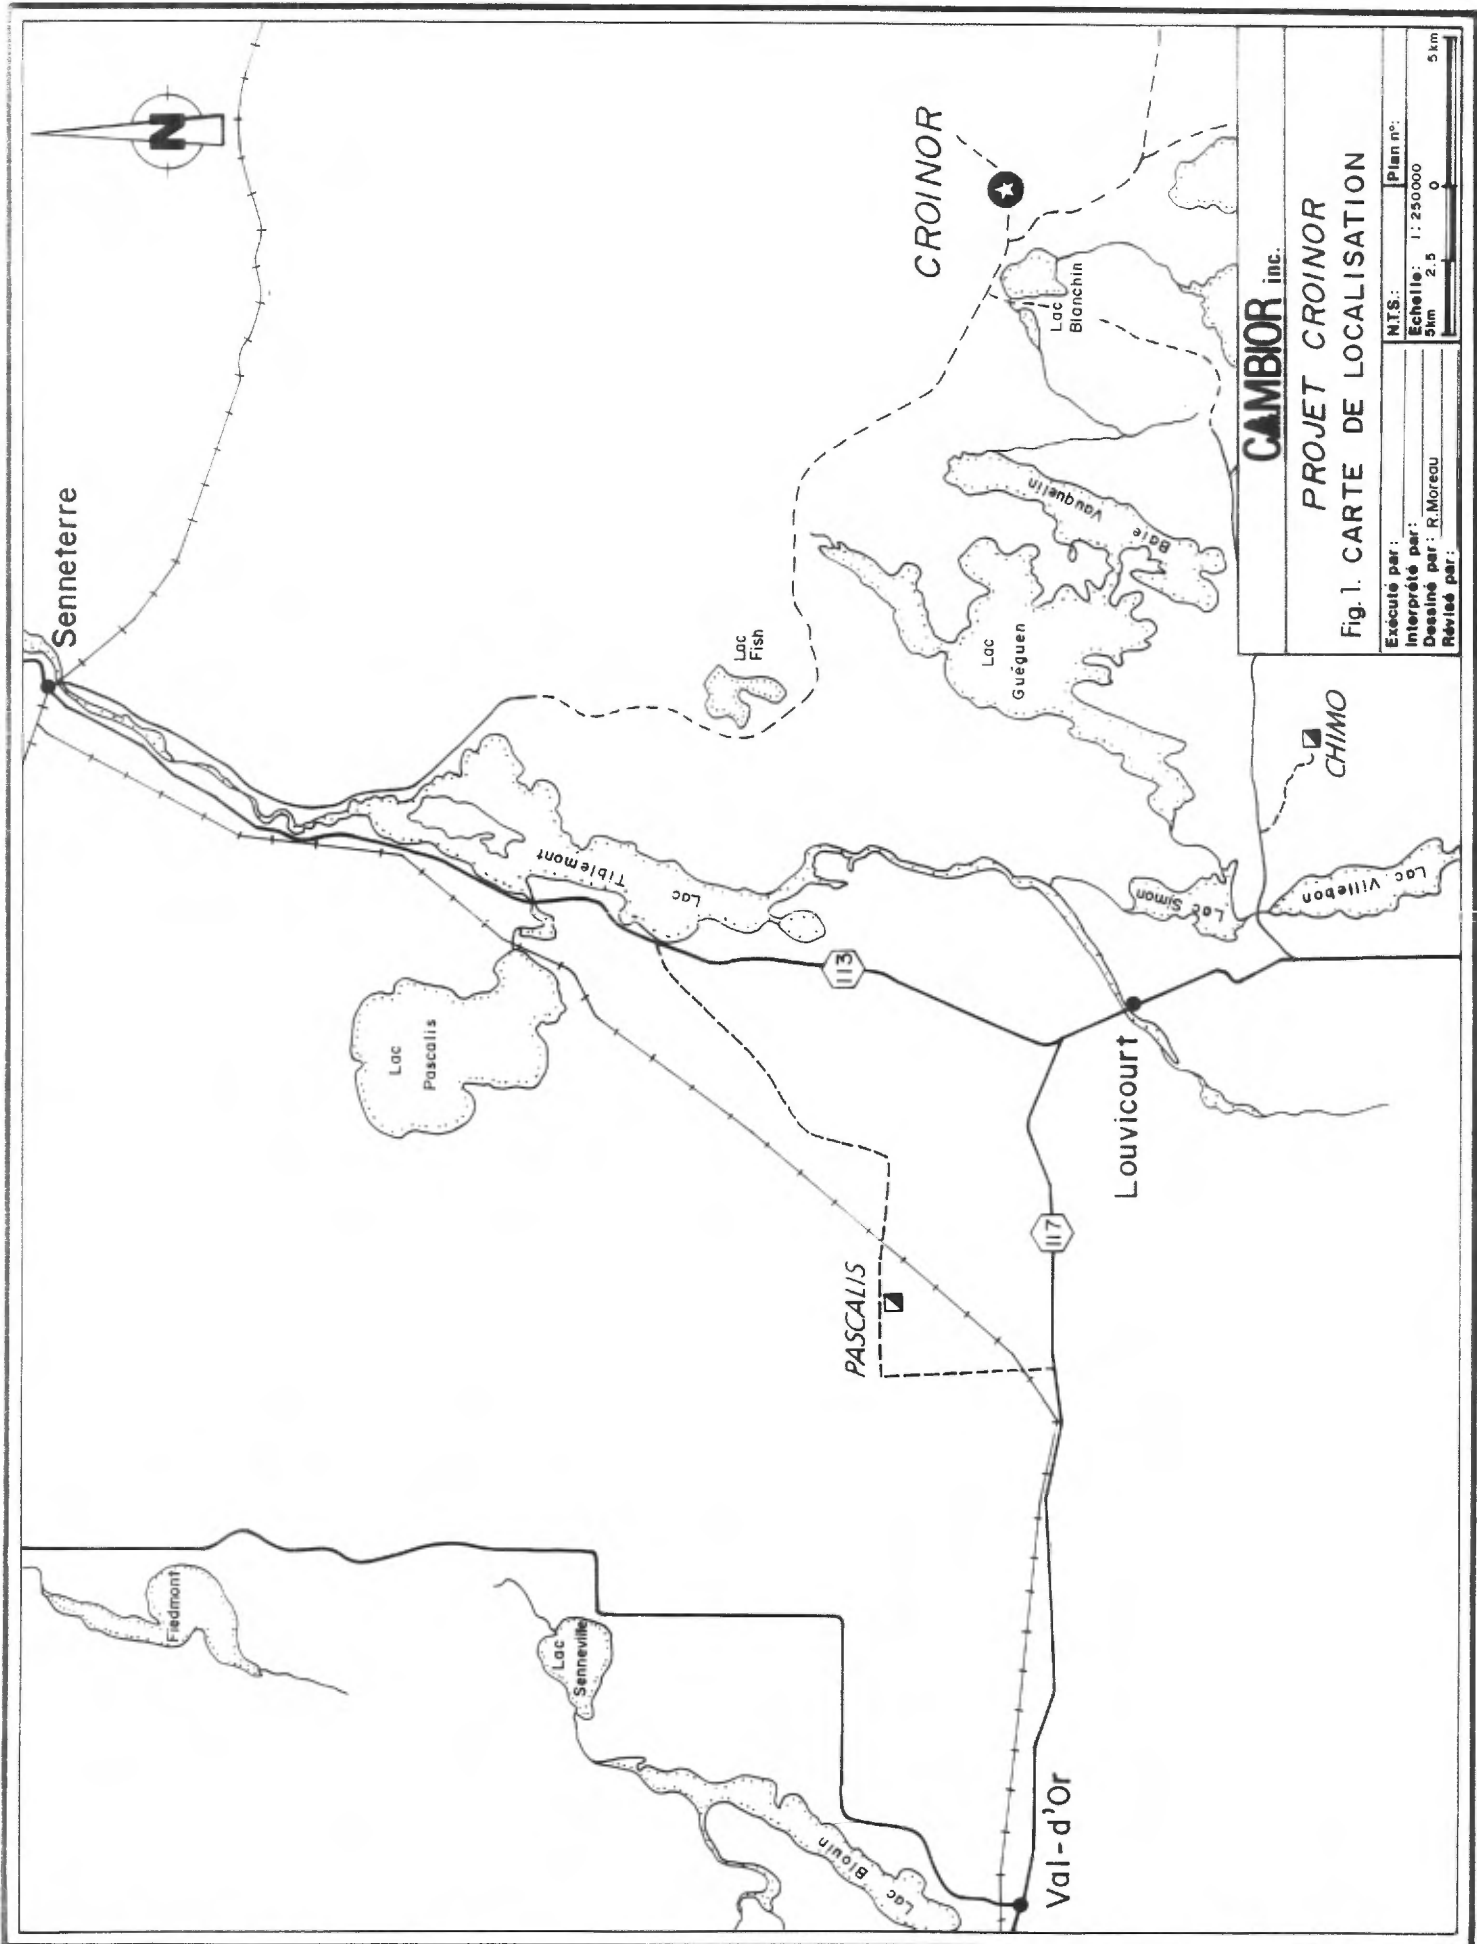 N
Senneterre
Fiedmont
Lac
Pascalis
Lac
Senneville
Lac
Tiblemont
Lac
Fish
Lac Blouin
113
CROINOR
PASCALIS
Lac
Guéguen
Baie
Vauquelin
Lac
Blanchin
Val-d'Or
117
Louvicourt
Lac Simon
Lac Villebon
CHIMO
CAMBIOR inc.
PROJET CROINOR
Fig.1. CARTE DE LOCALISATION
Exécuté par :
Interprété par :
Dessiné par : R.Moreau
Révisé par :
N.T.S.:
Plan n°:
Echelle: 1:250000
5km 2.5 0 5km